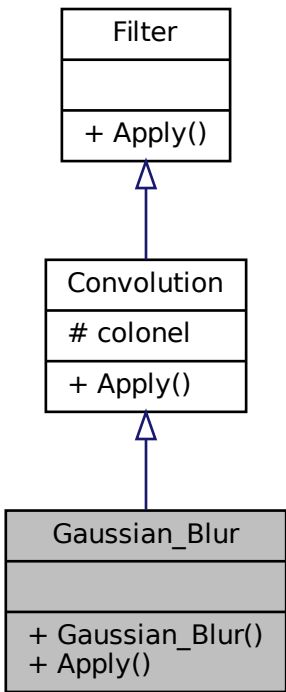 Filter
+ Apply()
Convolution
# colonel
+ Apply()
Gaussian_Blur
+ Gaussian_Blur()
+ Apply()